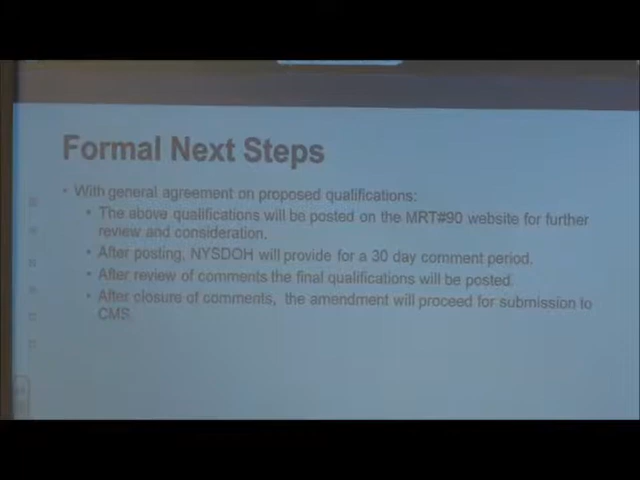 Formal Next Steps
• With general agreement on proposed qualifications:
• The above qualifications will be posted on the MRT#90 website for further
review and consideration.
• After posting, NYSDOH will provide for a 30 day comment period.
• After review of comments the final qualifications will be posted.
• After closure of comments, the amendment will proceed for submission to
CMS.